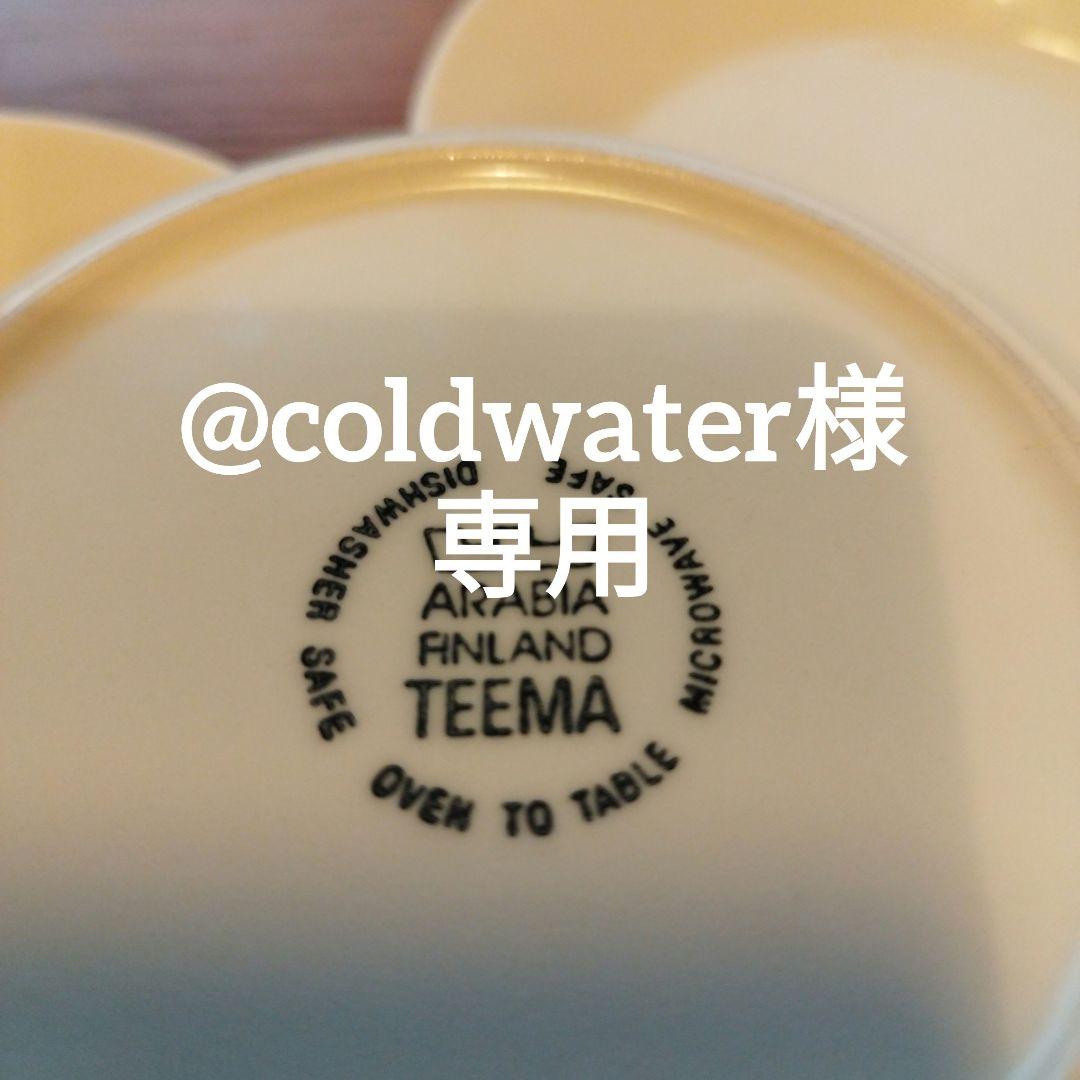 @coldwater様
専用
DISHWASHER SAFE
MICROWAVE SAFE
ARABIA
FINLAND
TEEMA
OVEN TO TABLE